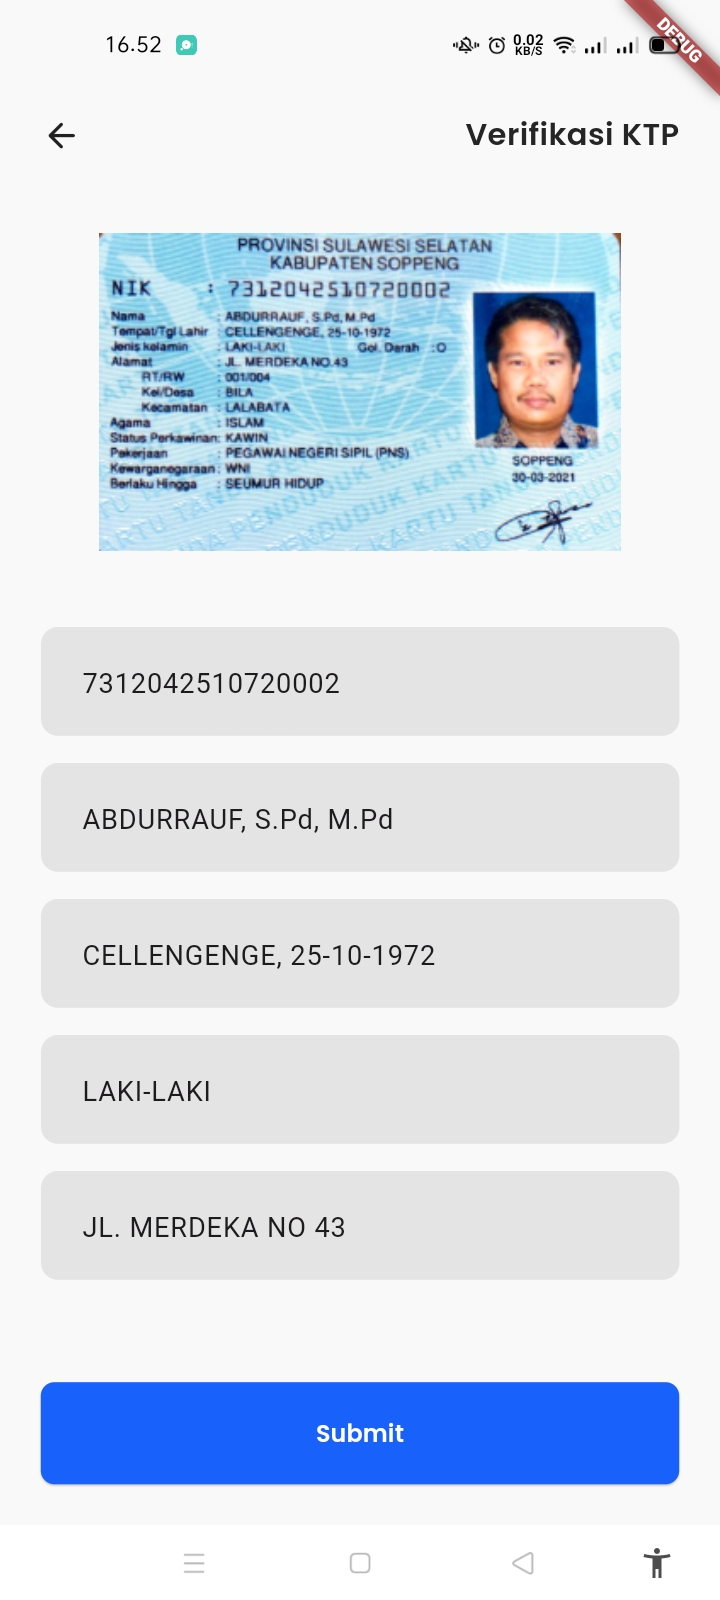 16.52
0.02
KB/S
DEBUG
Verifikasi KTP
PROVINSI SULAWESI SELATAN
KABUPATEN SOPPENG
NIK : 7312042510720002
Nama : ABDURRAUF, S.Pd, M.Pd
Tempat/Tgl Lahir : CELLENGENGE, 25-10-1972
Jenis kelamin : LAKI-LAKI Gol. Darah : O
Alamat : JL. MERDEKA NO.43
RT/RW : 001/004
Kel/Desa : BILA
Kecamatan : LALABATA
Agama : ISLAM
Status Perkawinan: KAWIN
Pekerjaan : PEGAWAI NEGERI SIPIL (PNS)
Kewarganegaraan : WNI
Berlaku Hingga : SEUMUR HIDUP
SOPPENG
30-03-2021
7312042510720002
ABDURRAUF, S.Pd, M.Pd
CELLENGENGE, 25-10-1972
LAKI-LAKI
JL. MERDEKA NO 43
Submit